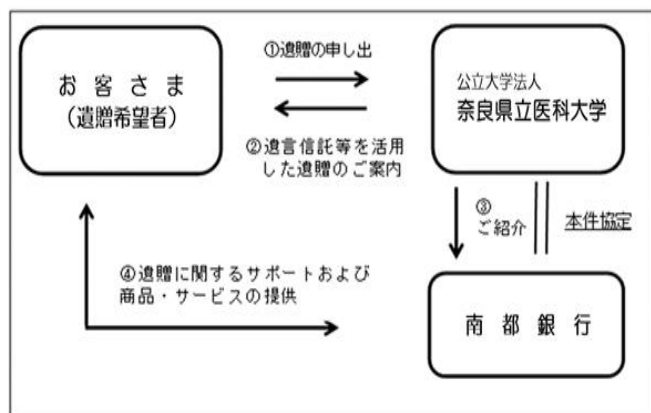 ①遺贈の申し出
お客さま
(遺贈希望者)
公立大学法人
奈良県立医科大学
②遺言信託等を活用
した遺贈のご案内
③
ご紹介
本件協定
④遺贈に関するサポートおよび
商品・サービスの提供
南都銀行